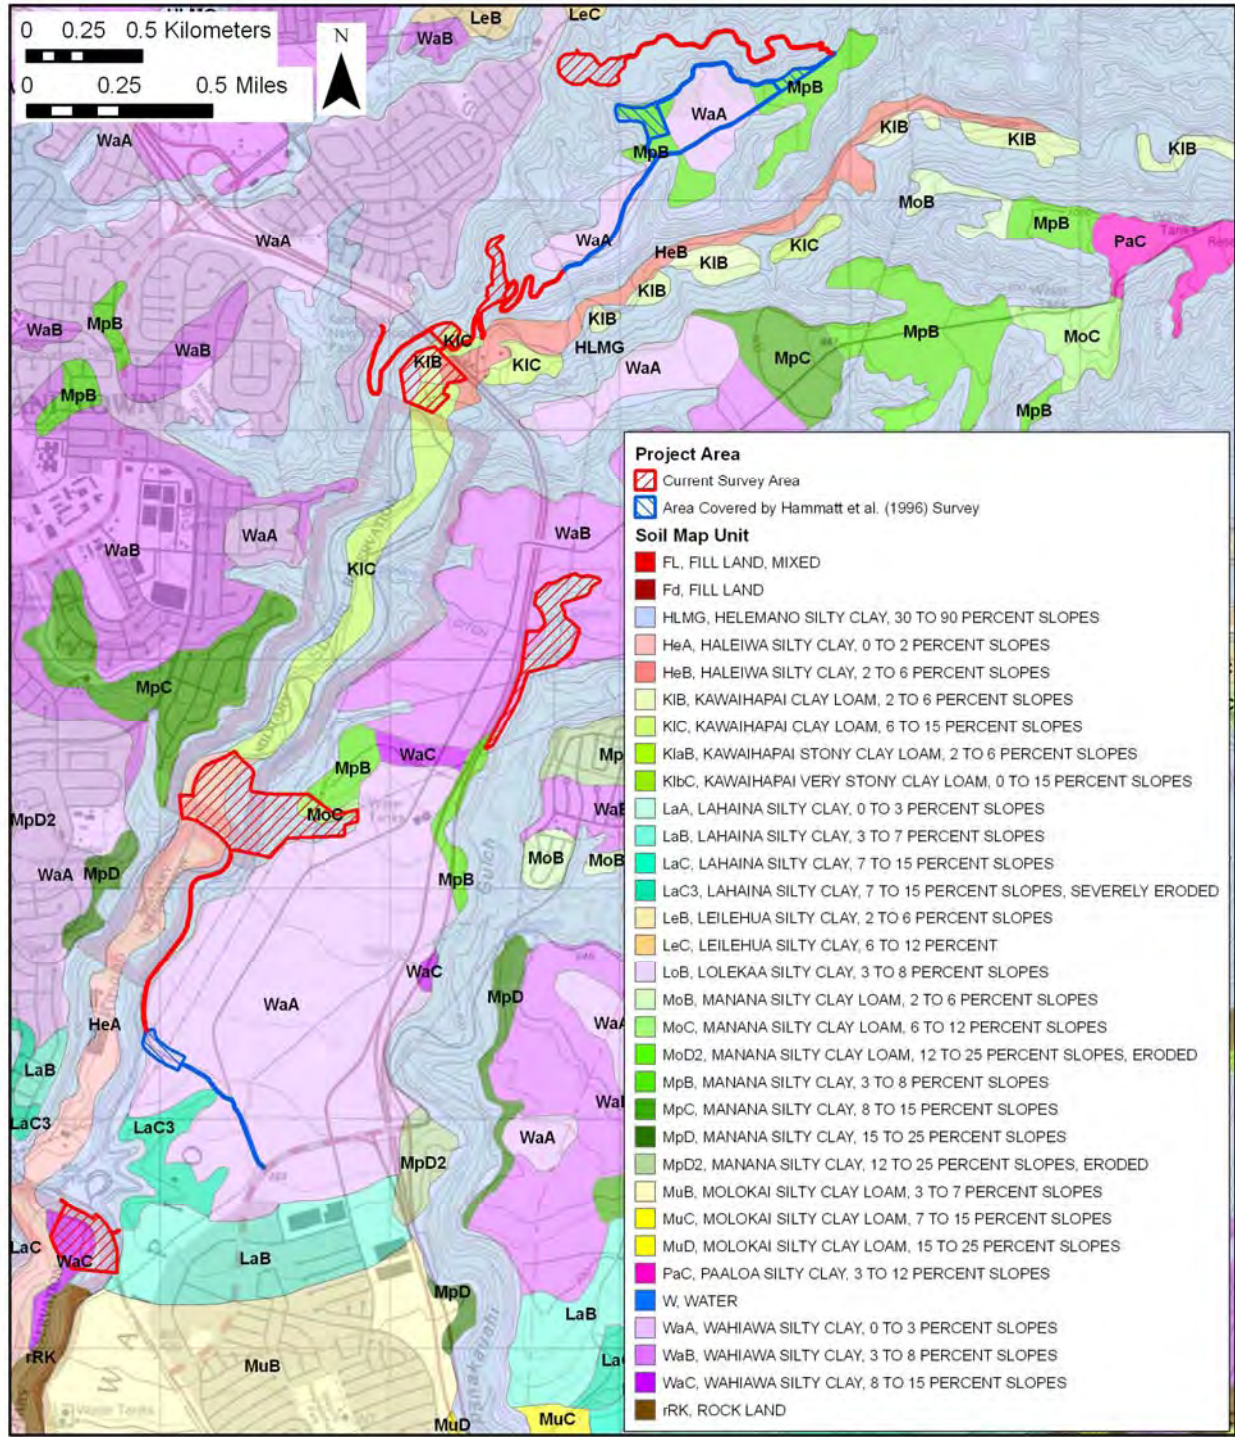 0 0.25 0.5 Kilometers
0 0.25 0.5 Miles
N
LeB
LeC
WaB
WaA
MpB
WaA
MpB
KIB
KIB
KIB
MoB
MpB
PaC
WaA
WaA
HeB
KIC
KIB
KIB
KIB
WaB
MpB
WaB
KIC
KIB
KIC
HLMG
WaA
MpC
MpB
MoC
MpB
MpB
WaB
WaA
WaB
KIC
MpC
MpB
WaC
MoC
MpD2
WaA
MpD
MoB
MoB
MpB
Gulch
WaC
MpD
WaA
HeA
LaB
LaC3
LaC3
WaA
MpD2
LaC
WaC
LaB
MpD
LaB
rRK
MuB
Water Tanks
MuD
MuC
Project Area
Current Survey Area
Area Covered by Hammatt et al. (1996) Survey
Soil Map Unit
FL, FILL LAND, MIXED
Fd, FILL LAND
HLMG, HELEMANO SILTY CLAY, 30 TO 90 PERCENT SLOPES
HeA, HALEIWA SILTY CLAY, 0 TO 2 PERCENT SLOPES
HeB, HALEIWA SILTY CLAY, 2 TO 6 PERCENT SLOPES
KIB, KAWAIHAPAI CLAY LOAM, 2 TO 6 PERCENT SLOPES
KIC, KAWAIHAPAI CLAY LOAM, 6 TO 15 PERCENT SLOPES
KlaB, KAWAIHAPAI STONY CLAY LOAM, 2 TO 6 PERCENT SLOPES
KlbC, KAWAIHAPAI VERY STONY CLAY LOAM, 0 TO 15 PERCENT SLOPES
LaA, LAHAINA SILTY CLAY, 0 TO 3 PERCENT SLOPES
LaB, LAHAINA SILTY CLAY, 3 TO 7 PERCENT SLOPES
LaC, LAHAINA SILTY CLAY, 7 TO 15 PERCENT SLOPES
LaC3, LAHAINA SILTY CLAY, 7 TO 15 PERCENT SLOPES, SEVERELY ERODED
LeB, LEILEHUA SILTY CLAY, 2 TO 6 PERCENT SLOPES
LeC, LEILEHUA SILTY CLAY, 6 TO 12 PERCENT
LoB, LOLEKAA SILTY CLAY, 3 TO 8 PERCENT SLOPES
MoB, MANANA SILTY CLAY LOAM, 2 TO 6 PERCENT SLOPES
MoC, MANANA SILTY CLAY LOAM, 6 TO 12 PERCENT SLOPES
MoD2, MANANA SILTY CLAY LOAM, 12 TO 25 PERCENT SLOPES, ERODED
MpB, MANANA SILTY CLAY, 3 TO 8 PERCENT SLOPES
MpC, MANANA SILTY CLAY, 8 TO 15 PERCENT SLOPES
MpD, MANANA SILTY CLAY, 15 TO 25 PERCENT SLOPES
MpD2, MANANA SILTY CLAY, 12 TO 25 PERCENT SLOPES, ERODED
MuB, MOLOKAI SILTY CLAY LOAM, 3 TO 7 PERCENT SLOPES
MuC, MOLOKAI SILTY CLAY LOAM, 7 TO 15 PERCENT SLOPES
MuD, MOLOKAI SILTY CLAY LOAM, 15 TO 25 PERCENT SLOPES
PaC, PAALOA SILTY CLAY, 3 TO 12 PERCENT SLOPES
W, WATER
WaA, WAHIAWA SILTY CLAY, 0 TO 3 PERCENT SLOPES
WaB, WAHIAWA SILTY CLAY, 3 TO 8 PERCENT SLOPES
WaC, WAHIAWA SILTY CLAY, 8 TO 15 PERCENT SLOPES
rRK, ROCK LAND